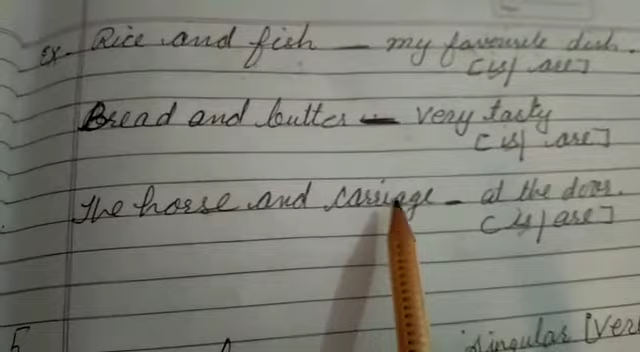 Ex- Rice and fish — my favourite dish.
[is/ are]
Bread and butter — very tasty
[is/ are]
The horse and carriage — at the door.
[is/ are]
5
singular [Ver